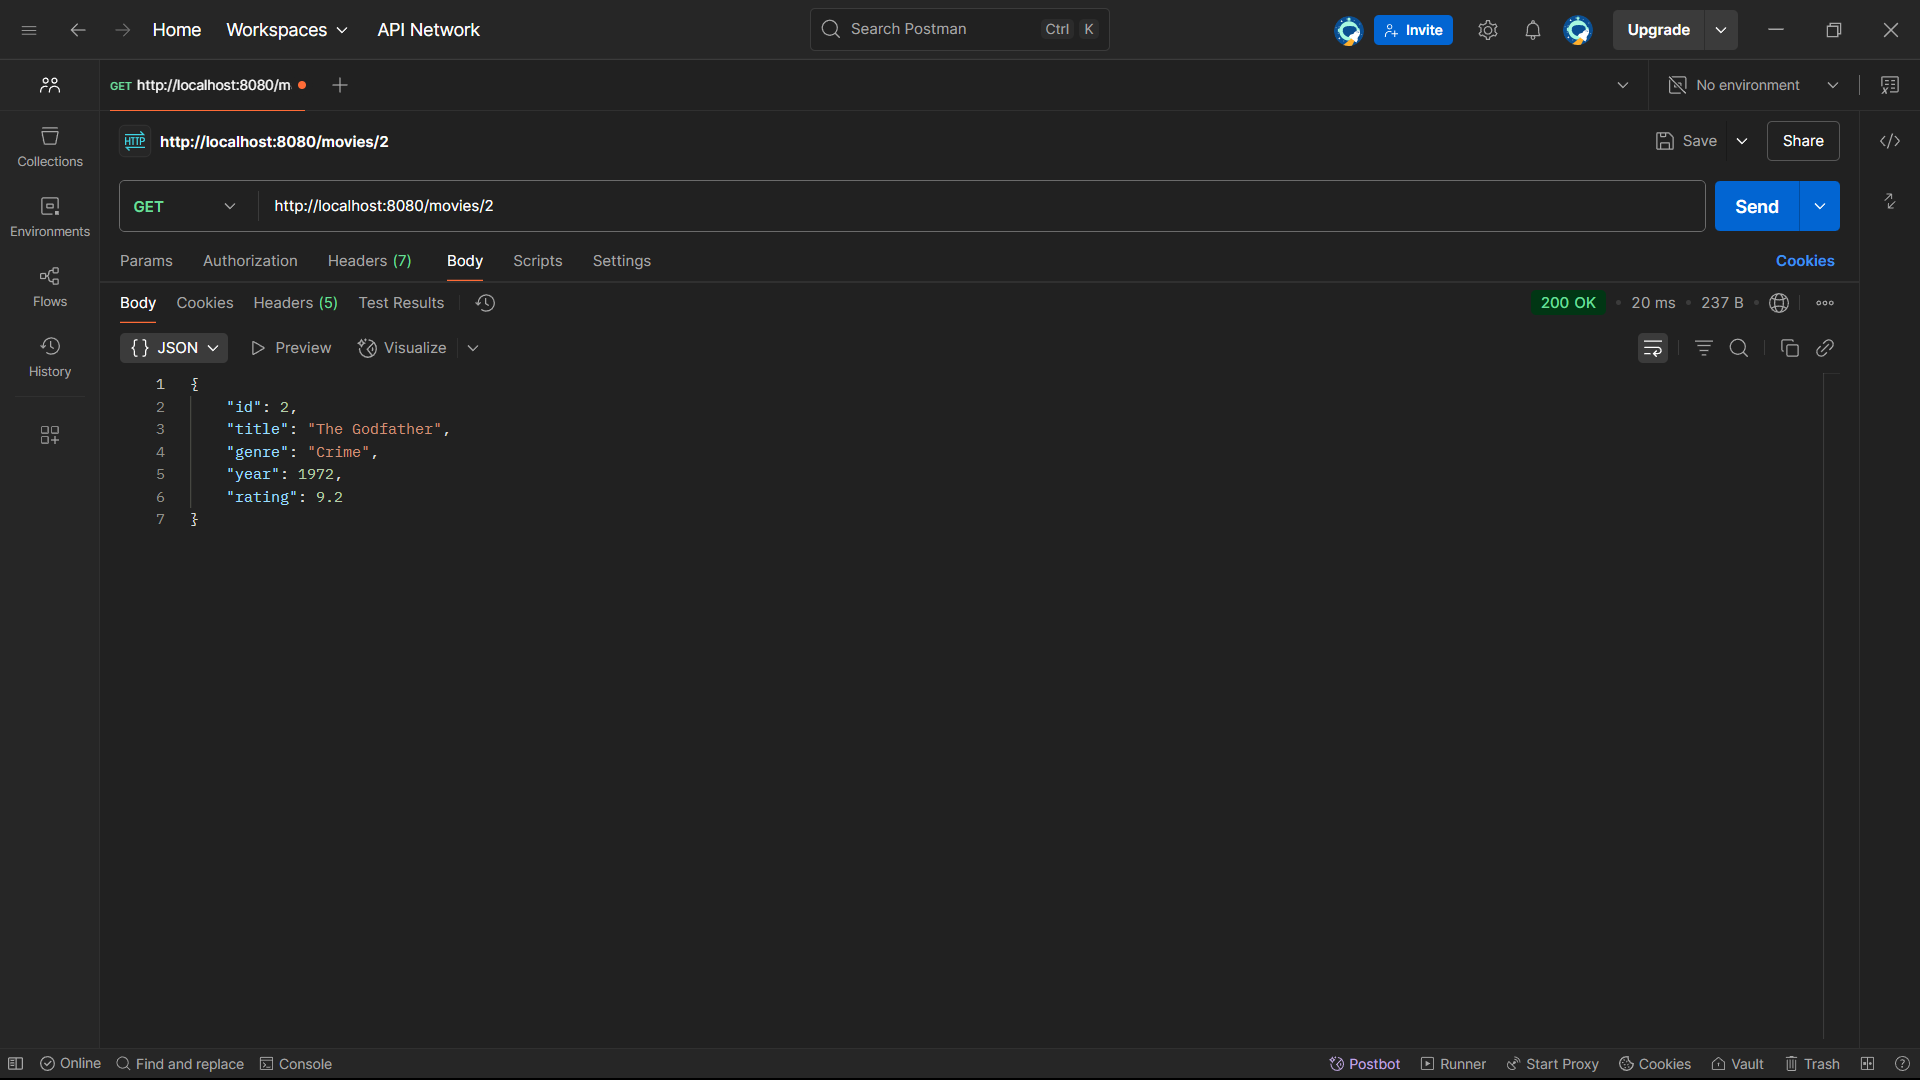 Home Workspaces API Network Search Postman Ctrl K Invite Upgrade
GET http://localhost:8080/m No environment
HTTP http://localhost:8080/movies/2 Save Share
Collections
Environments
Flows
History
GET http://localhost:8080/movies/2 Send
Params Authorization Headers (7) Body Scripts Settings Cookies
Body Cookies Headers (5) Test Results 200 OK • 20 ms • 237 B •
{} JSON Preview Visualize
1 {
2 "id": 2,
3 "title": "The Godfather",
4 "genre": "Crime",
5 "year": 1972,
6 "rating": 9.2
7 }
Online Find and replace Console Postbot Runner Start Proxy Cookies Vault Trash